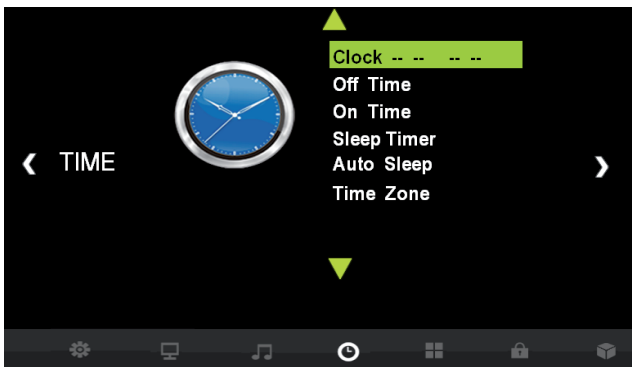 TIME
Clock -- -- -- --
Off Time
On Time
Sleep Timer
Auto Sleep
Time Zone